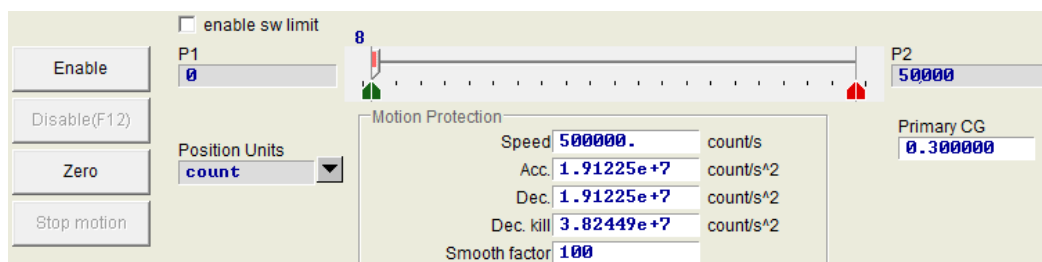 enable sw limit
8
P1
P2
Enable
0
50,000
Disable(F12)
Motion Protection
Primary CG
Speed 500000. count/s
0.300000
Position Units
Zero
count
Acc. 1.91225e+7 count/s^2
Dec. 1.91225e+7 count/s^2
Stop motion
Dec. kill 3.82449e+7 count/s^2
Smooth factor 100